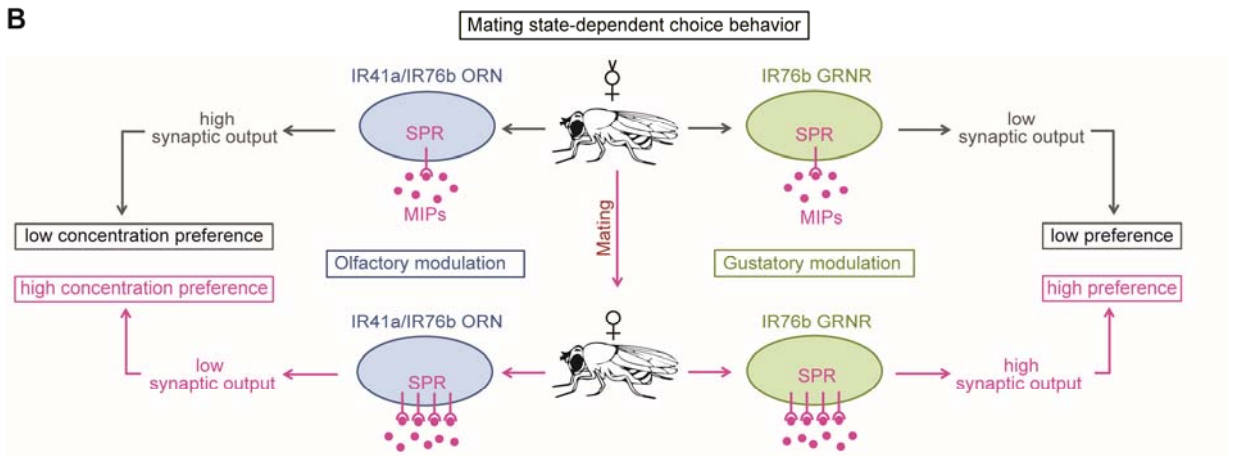 B
Mating state-dependent choice behavior
IR41a/IR76b ORN
IR76b GRNR
high
synaptic output
SPR
SPR
low
synaptic output
MIPs
MIPs
Mating
low concentration preference
low preference
Olfactory modulation
Gustatory modulation
high concentration preference
high preference
IR41a/IR76b ORN
IR76b GRNR
low
synaptic output
SPR
SPR
high
synaptic output